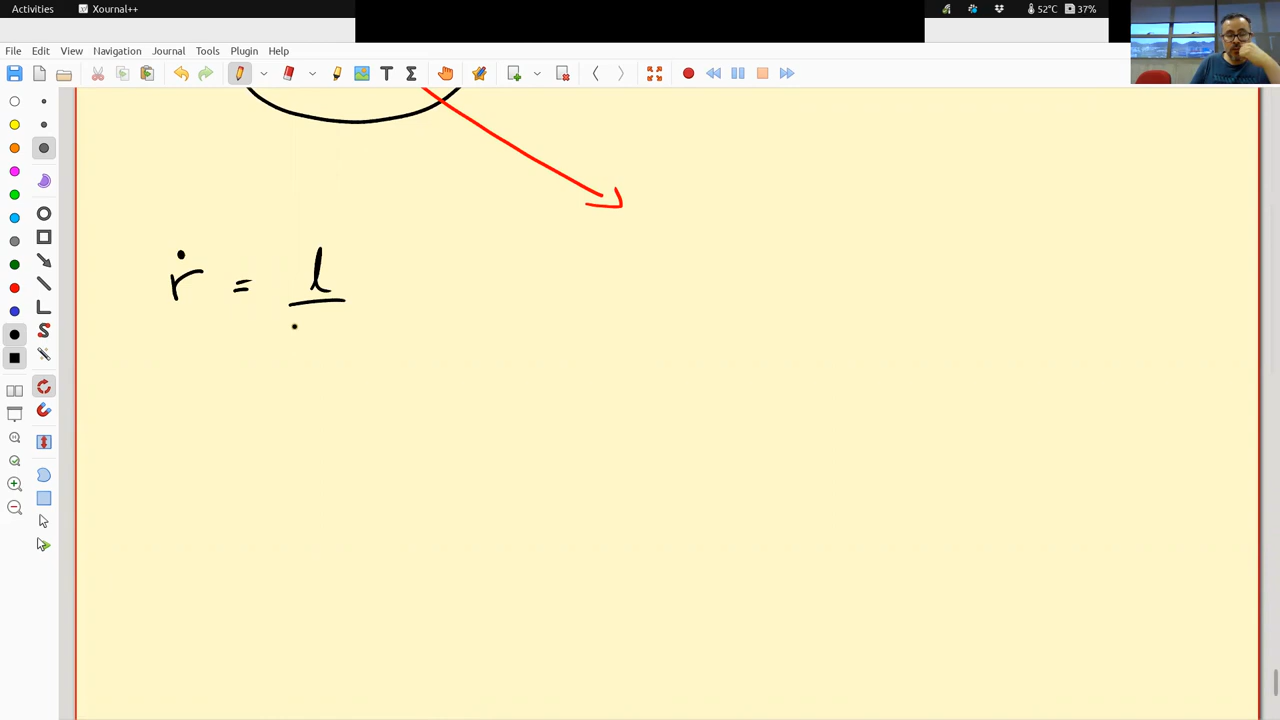 Activities Xournal++ 52°C 37%
File Edit View Navigation Journal Tools Plugin Help
ṙ = l